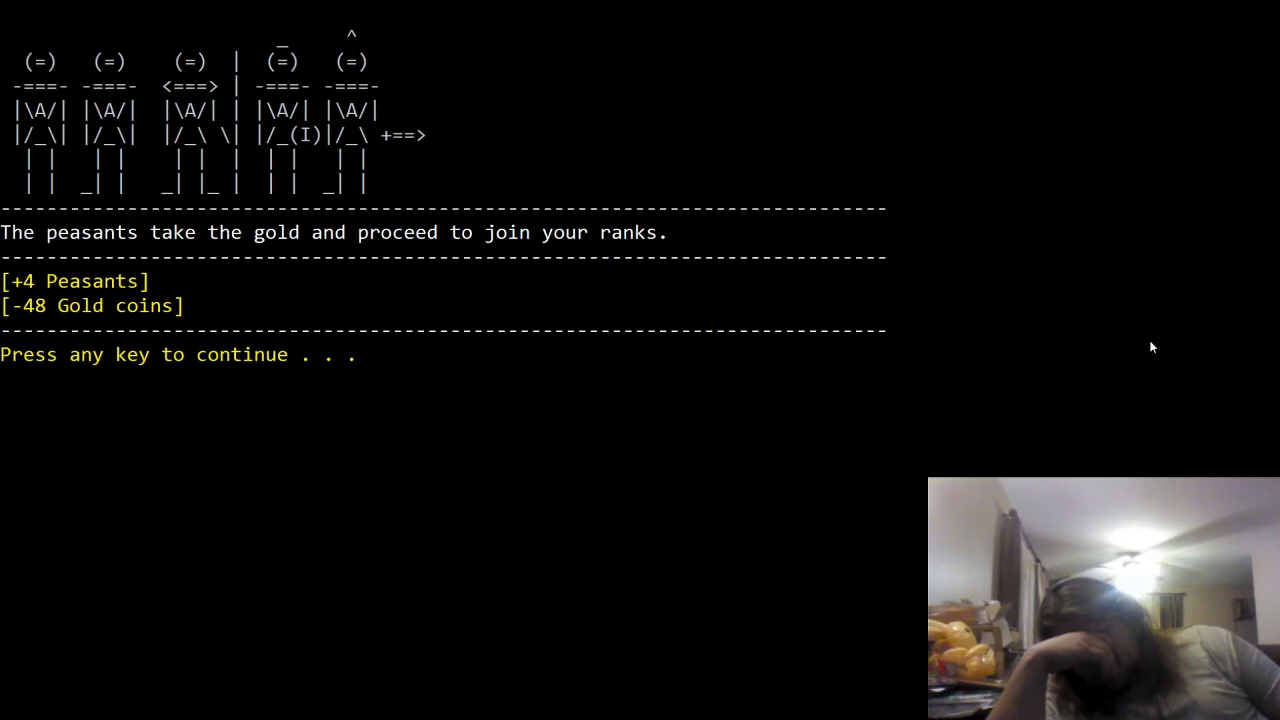 The peasants take the gold and proceed to join your ranks.
[+4 Peasants]
[-48 Gold coins]
Press any key to continue . . .